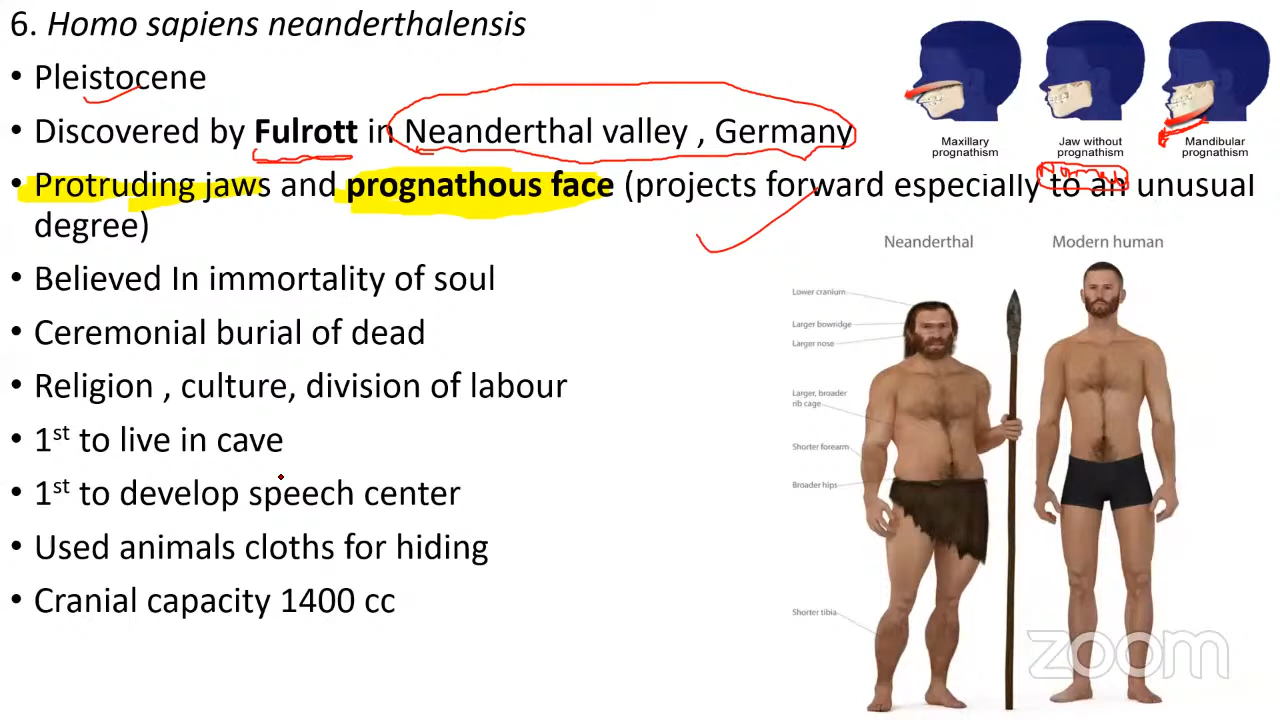 6. Homo sapiens neanderthalensis
• Pleistocene
• Discovered by Fulrott in Neanderthal valley , Germany
• Protruding jaws and prognathous face (projects forward especially to an unusual
degree)
• Believed In immortality of soul
• Ceremonial burial of dead
• Religion , culture, division of labour
• 1st to live in cave
• 1st to develop speech center
• Used animals cloths for hiding
• Cranial capacity 1400 cc
Maxillary
prognathism
Jaw without
prognathism
Mandibular
prognathism
Normal
Neanderthal
Modern human
Lower cranium
Larger bowridge
Larger nose
Larger, broader
rib cage
Shorter forearm
Broader hips
Shorter tibia
zoom